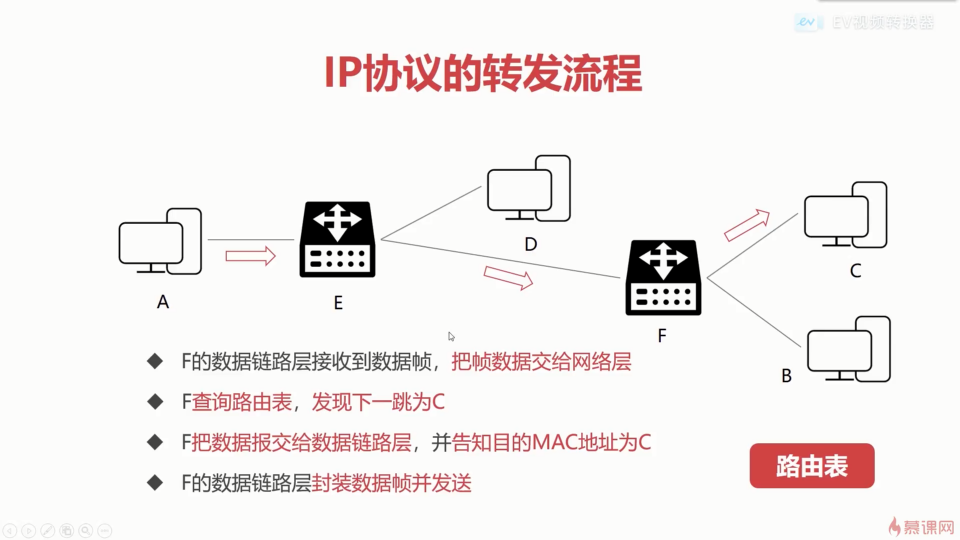 EV视频转换器
IP协议的转发流程
A
E
D
F
C
B
F的数据链路层接收到数据帧，把帧数据交给网络层
F查询路由表，发现下一跳为C
F把数据报交给数据链路层，并告知目的MAC地址为C
F的数据链路层封装数据帧并发送
路由表
慕课网